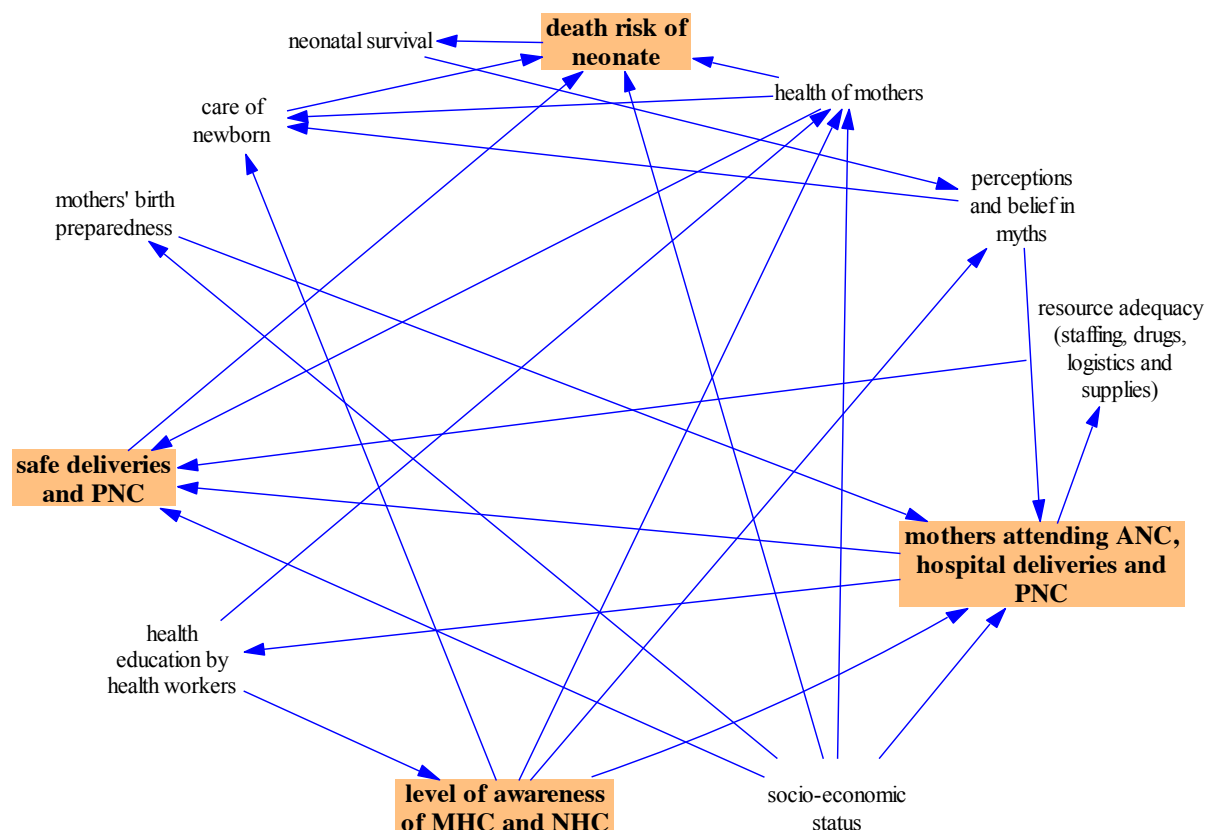 death risk of
neonate
neonatal survival
health of mothers
care of
newborn
perceptions
and belief in
myths
mothers' birth
preparedness
resource adequacy
(staffing, drugs,
logistics and
supplies)
safe deliveries
and PNC
mothers attending ANC,
hospital deliveries and
PNC
health
education by
health workers
level of awareness
of MHC and NHC
socio-economic
status